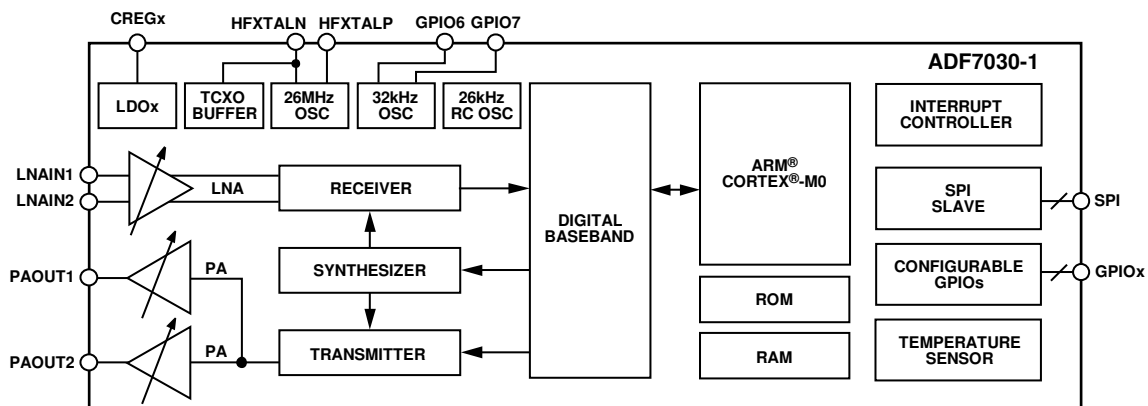 CREGx
HFXTALN
HFXTALP
GPIO6
GPIO7
ADF7030-1
LDOx
TCXO
BUFFER
26MHz
OSC
32kHz
OSC
26kHz
RC OSC
INTERRUPT
CONTROLLER
LNAIN1
LNAIN2
LNA
RECEIVER
DIGITAL
BASEBAND
ARM®
CORTEX®-M0
SPI
SLAVE
SPI
PAOUT1
PA
SYNTHESIZER
CONFIGURABLE
GPIOs
GPIOx
ROM
PAOUT2
PA
TRANSMITTER
RAM
TEMPERATURE
SENSOR